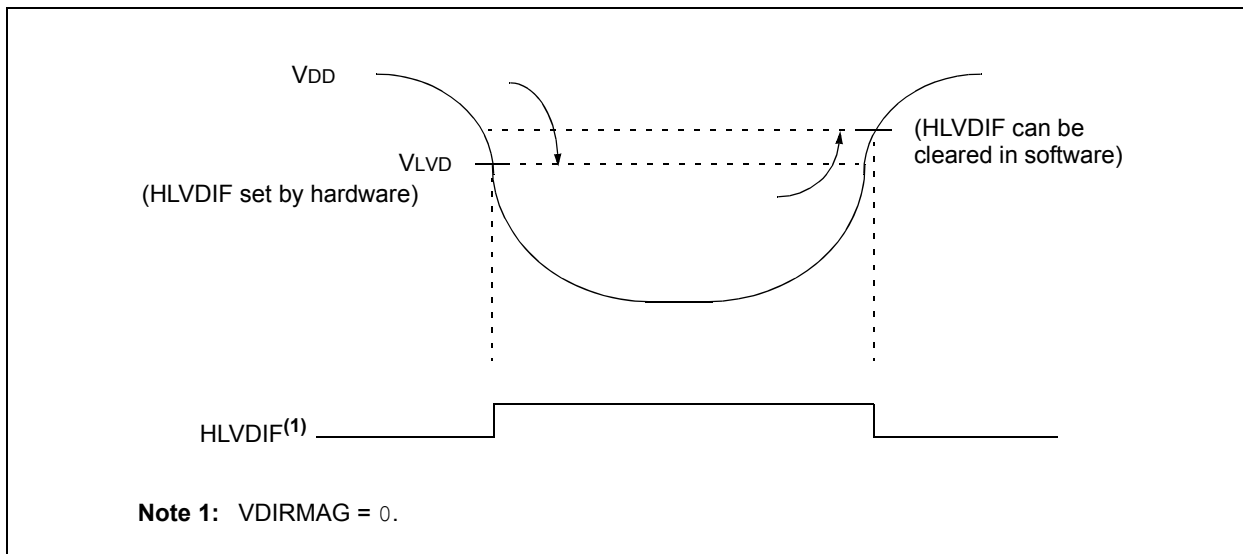 VDD
(HLVDIF can be
cleared in software)
VLVD
(HLVDIF set by hardware)
HLVDIF(1)
Note 1: VDIRMAG = 0.